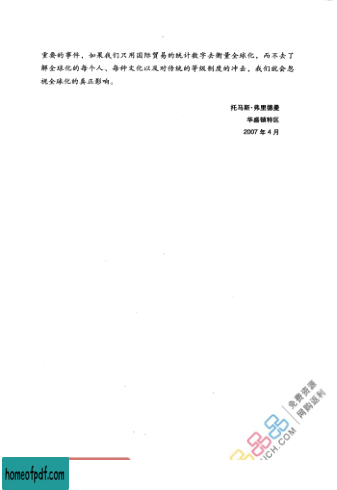 重要的事件，如果我们只用国际贸易的统计数字去衡量全球化，而不去了
解全球化的每个人、每种文化以及对传统的等级制度的冲击，我们就会忽
视全球化的真正影响。
托马斯·弗里德曼
华盛顿特区
2007 年 4 月
免费资源
网购返利
ICH.COM
homeofpdf.com